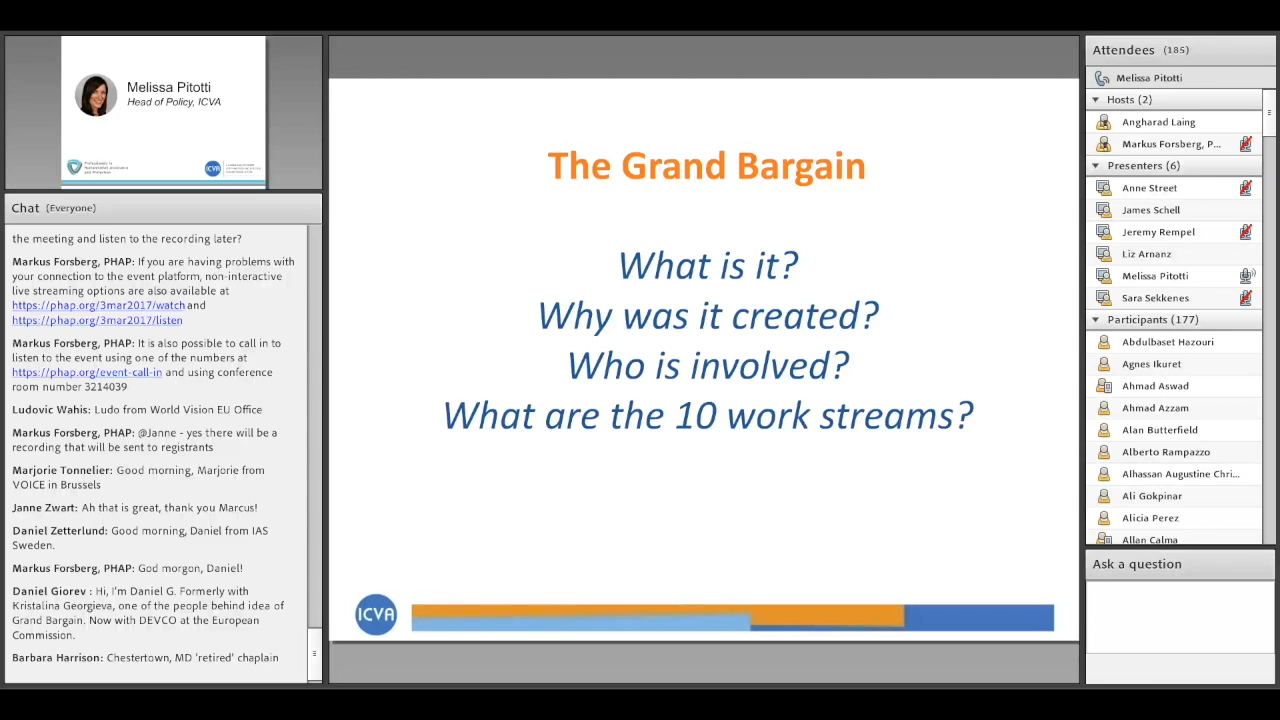 Melissa Pitotti
Head of Policy, ICVA
Chat (Everyone)
the meeting and listen to the recording later?
Markus Forsberg, PHAP: If you are having problems with
your connection to the event platform, non-interactive
live streaming options are also available at
https://phap.org/3mar2017/watch and
https://phap.org/3mar2017/listen
Markus Forsberg, PHAP: It is also possible to call in to
listen to the event using one of the numbers at
https://phap.org/event-call-in and using conference
room number 3214039
Ludovic Wahis: Ludo from World Vision EU Office
Markus Forsberg, PHAP: @Janne - yes there will be a
recording that will be sent to registrants
Marjorie Tonnelier: Good morning, Marjorie from
VOICE in Brussels
Janne Zwart: Ah that is great, thank you Marcus!
Daniel Zetterlund: Good morning, Daniel from IAS
Sweden.
Markus Forsberg, PHAP: God morgon, Daniel!
Daniel Giorev : Hi, I'm Daniel G. Formerly with
Kristalina Georgieva, one of the people behind idea of
Grand Bargain. Now with DEVCO at the European
Commission.
Barbara Harrison: Chestertown, MD 'retired' chaplain
The Grand Bargain
What is it?
Why was it created?
Who is involved?
What are the 10 work streams?
ICVA
Attendees (185)
Melissa Pitotti
Hosts (2)
Angharad Laing
Markus Forsberg, P...
Presenters (6)
Anne Street
James Schell
Jeremy Rempel
Liz Arnanz
Melissa Pitotti
Sara Sekkenes
Participants (177)
Abdulbaset Hazouri
Agnes Ikuret
Ahmad Aswad
Ahmad Azzam
Alan Butterfield
Alberto Rampazzo
Alhassan Augustine Chri...
Ali Gokpinar
Alicia Perez
Allan Calma
Ask a question